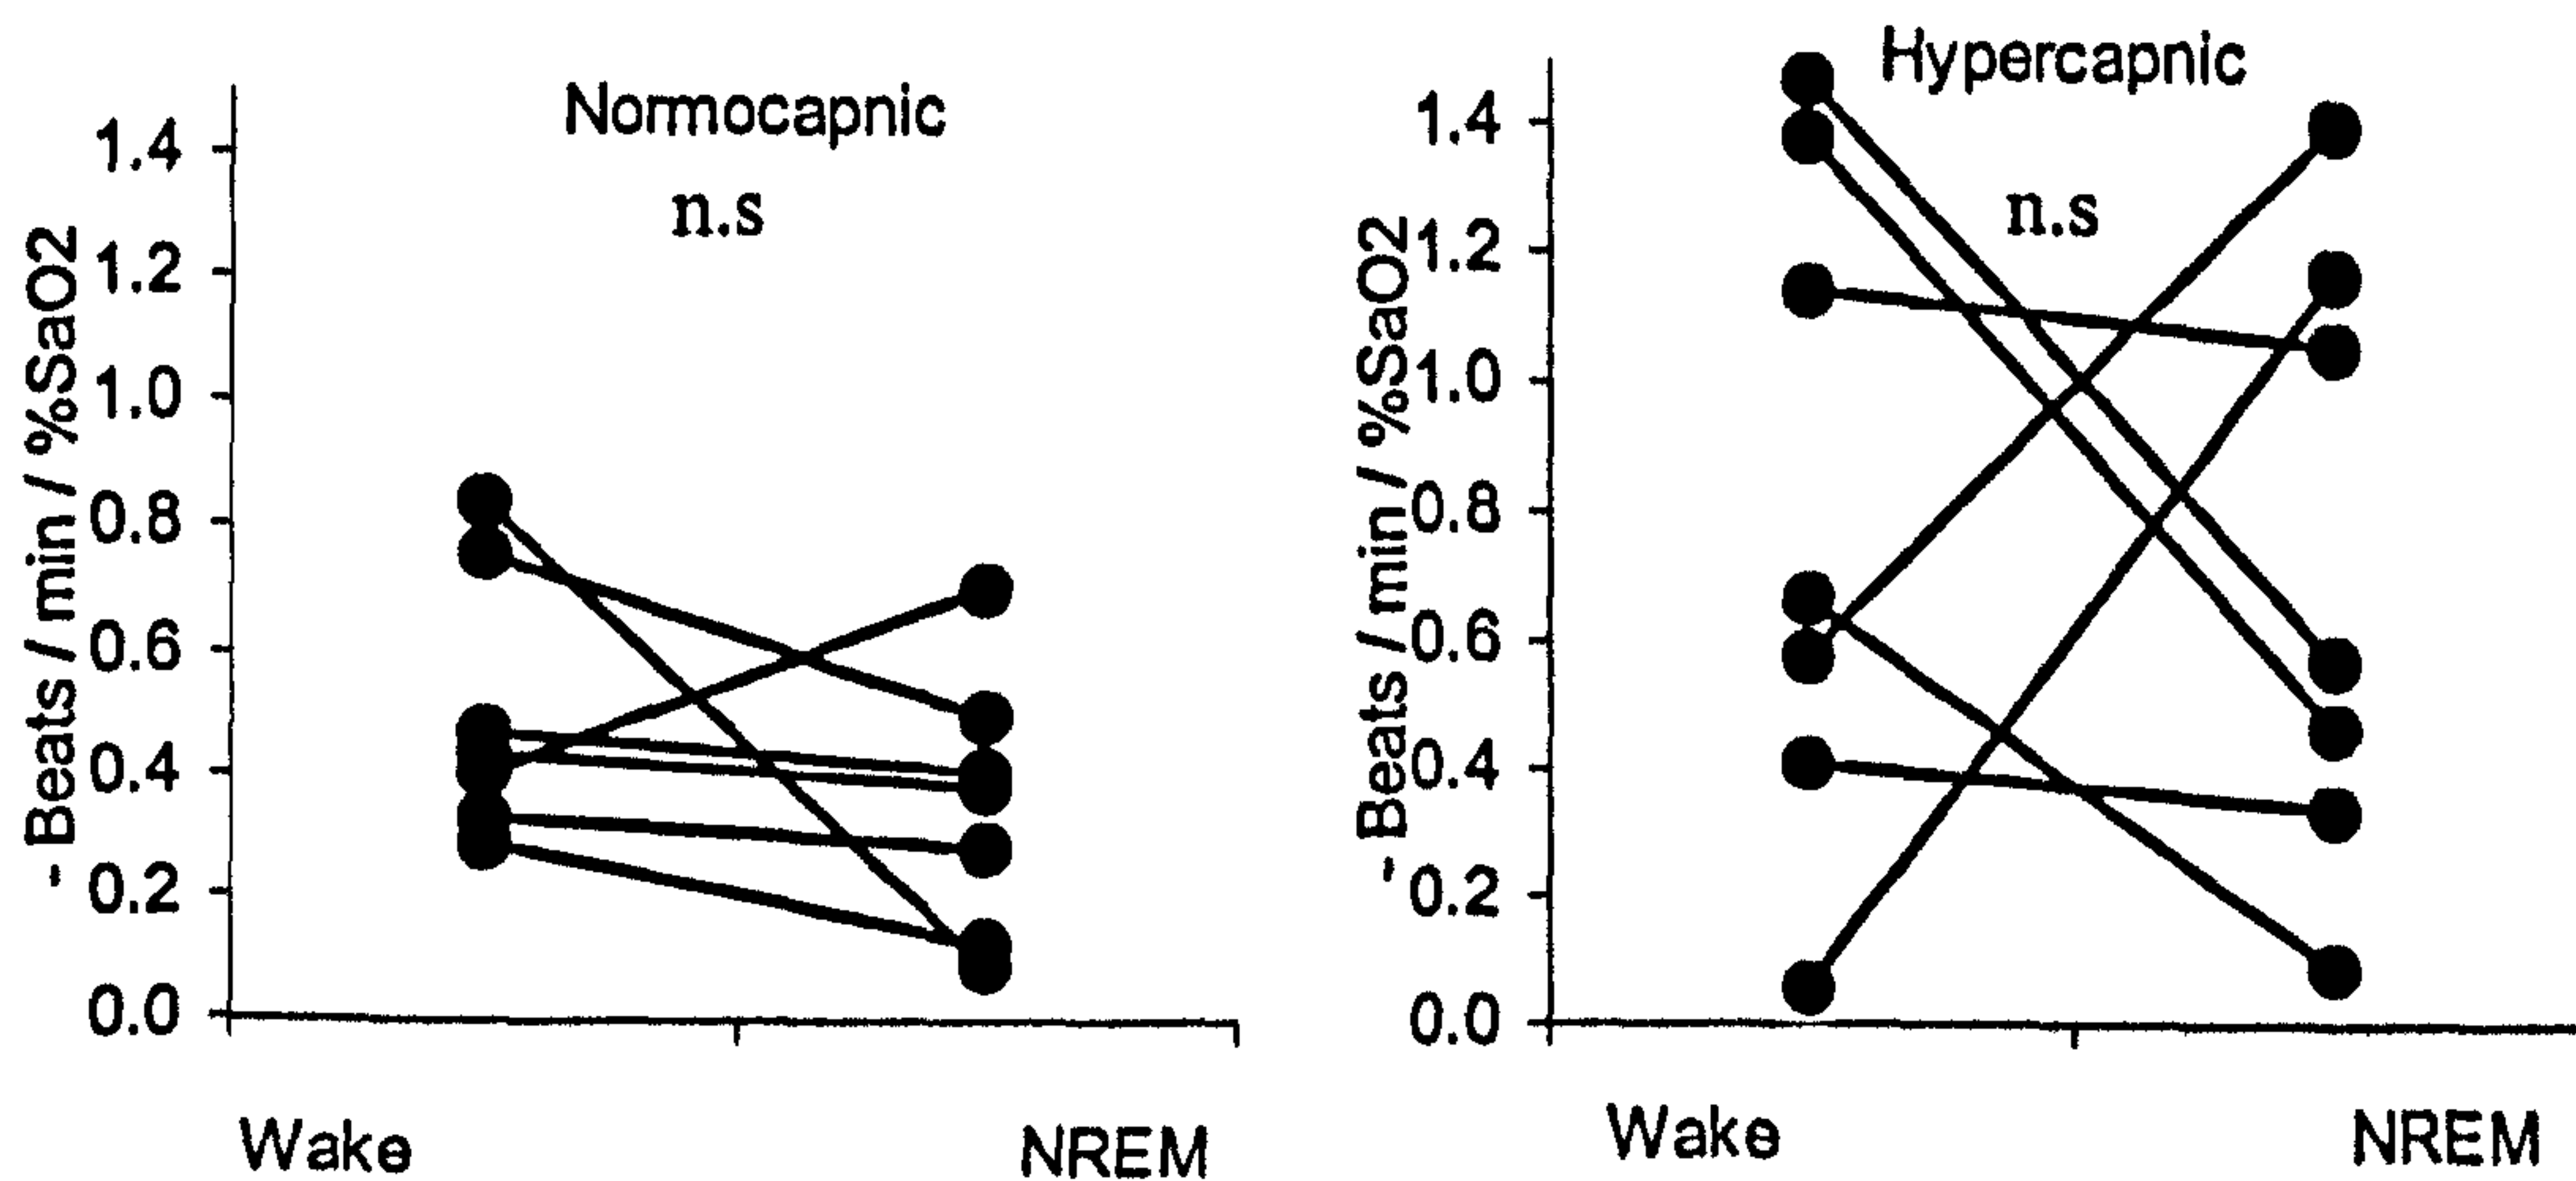 Normocapnic
n.s
- Beats / min / %SaO2
1.4
1.2
1.0
0.8
0.6
0.4
0.2
0.0
Wake NREM
Hypercapnic
n.s
- Beats / min / %SaO2
1.4
1.2
1.0
0.8
0.6
0.4
0.2
0.0
Wake NREM